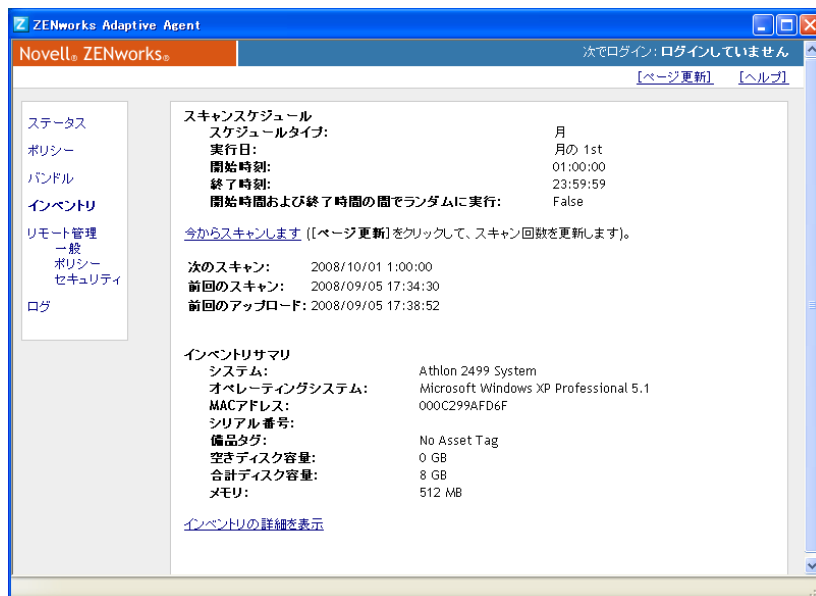 ZENworks Adaptive Agent
Novell® ZENworks®
次でログイン: ログインしていません
[ページ更新] [ヘルプ]
ステータス
ポリシー
バンドル
インベントリ
リモート管理
一般
ポリシー
セキュリティ
ログ
スキャンスケジュール
スケジュールタイプ: 月
実行日: 月の 1st
開始時刻: 01:00:00
終了時刻: 23:59:59
開始時間および終了時間の間でランダムに実行: False
今からスキャンします ([ページ更新]をクリックして、スキャン回数を更新します)。
次のスキャン: 2008/10/01 1:00:00
前回のスキャン: 2008/09/05 17:34:30
前回のアップロード: 2008/09/05 17:38:52
インベントリサマリ
システム: Athlon 2499 System
オペレーティングシステム: Microsoft Windows XP Professional 5.1
MACアドレス: 000C299AFD6F
シリアル番号:
備品タグ: No Asset Tag
空きディスク容量: 0 GB
合計ディスク容量: 8 GB
メモリ: 512 MB
インベントリの詳細を表示